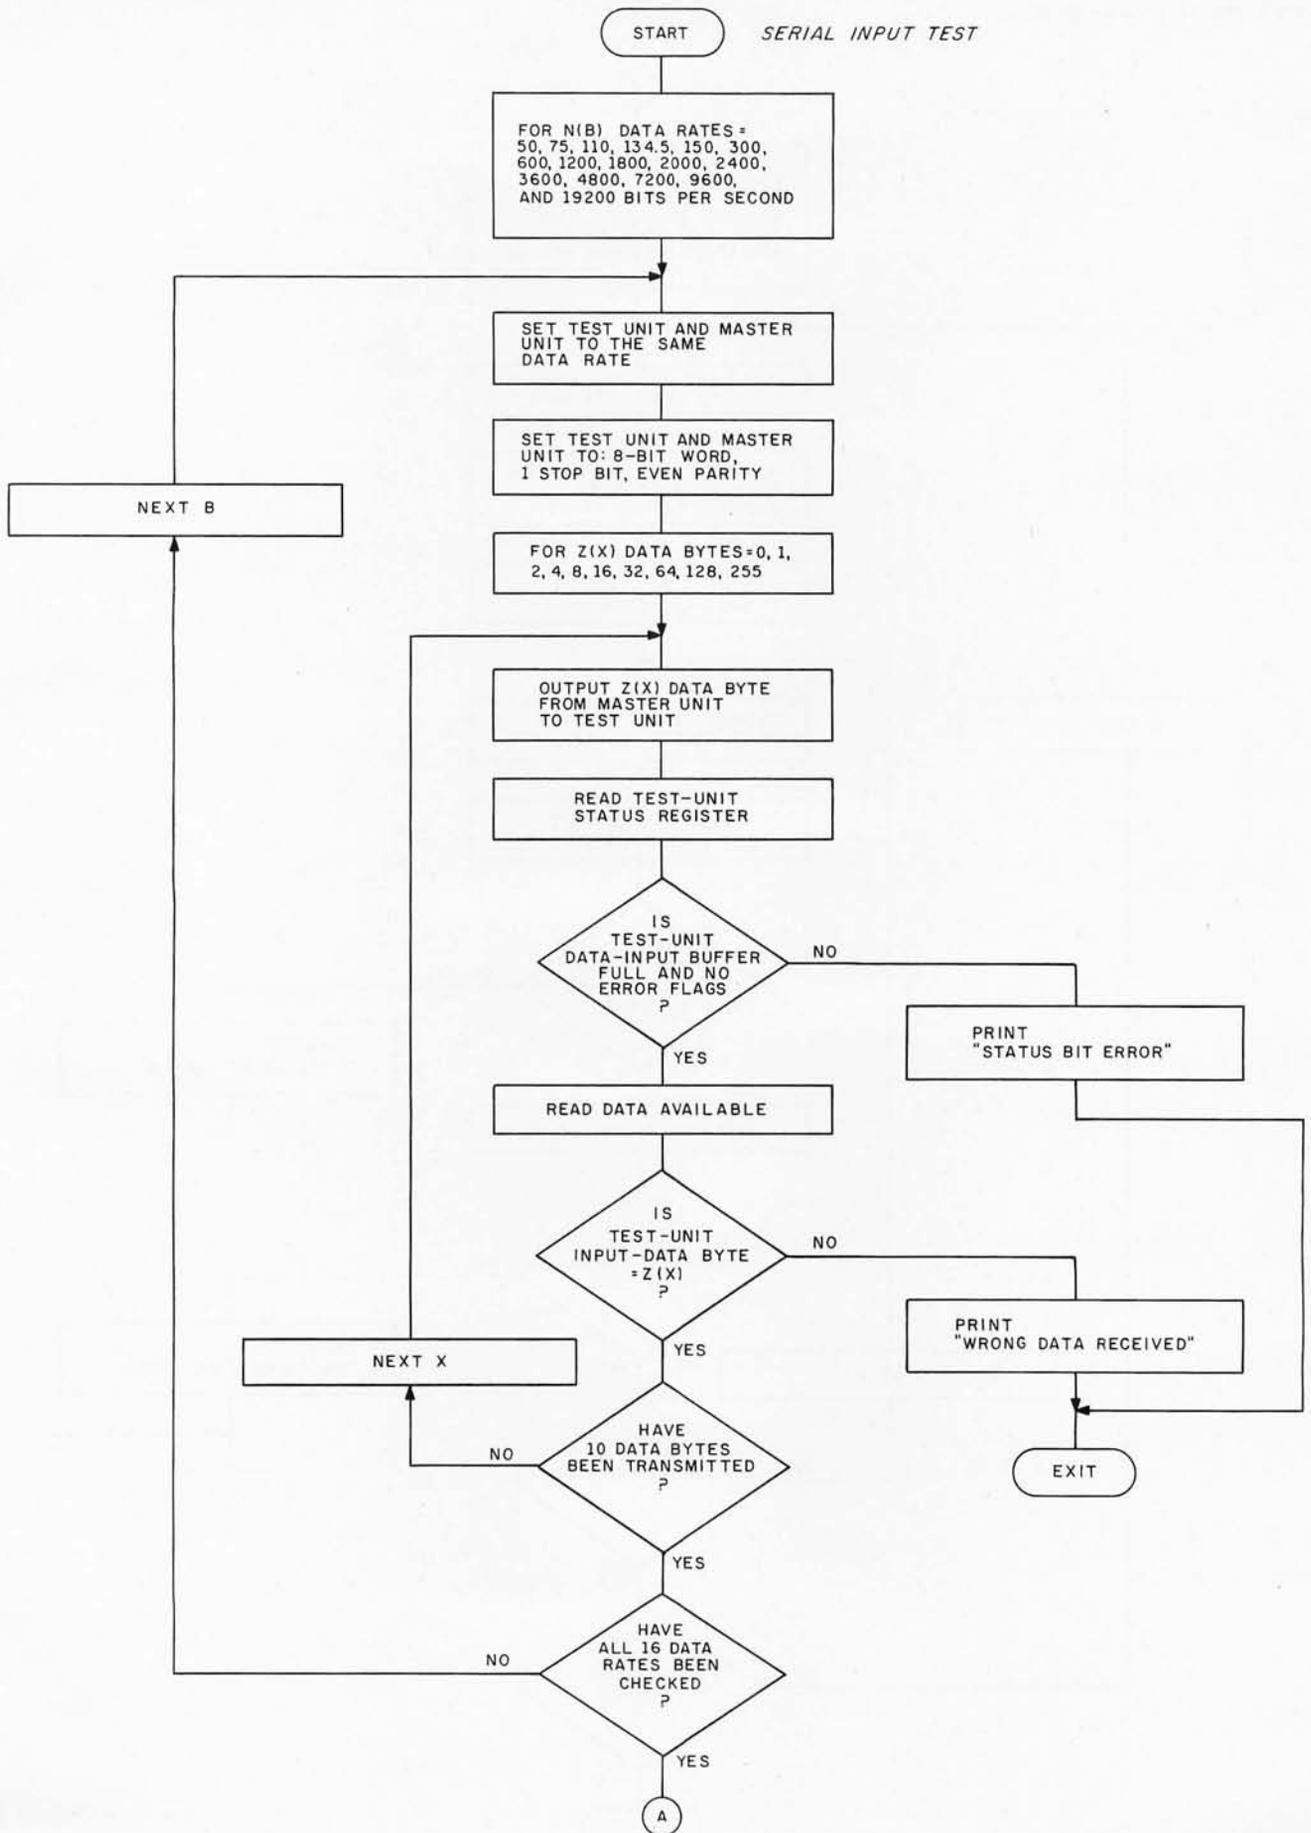 START
SERIAL INPUT TEST
FOR N(B) DATA RATES =
50, 75, 110, 134.5, 150, 300,
600, 1200, 1800, 2000, 2400,
3600, 4800, 7200, 9600,
AND 19200 BITS PER SECOND
SET TEST UNIT AND MASTER
UNIT TO THE SAME
DATA RATE
SET TEST UNIT AND MASTER
UNIT TO: 8-BIT WORD,
1 STOP BIT, EVEN PARITY
NEXT B
FOR Z(X) DATA BYTES=0, 1,
2, 4, 8, 16, 32, 64, 128, 255
OUTPUT Z(X) DATA BYTE
FROM MASTER UNIT
TO TEST UNIT
READ TEST-UNIT
STATUS REGISTER
IS
TEST-UNIT
DATA-INPUT BUFFER
FULL AND NO
ERROR FLAGS
?
NO
PRINT
"STATUS BIT ERROR"
YES
READ DATA AVAILABLE
IS
TEST-UNIT
INPUT-DATA BYTE
=Z(X)
?
NO
PRINT
"WRONG DATA RECEIVED"
YES
NEXT X
HAVE
10 DATA BYTES
BEEN TRANSMITTED
?
NO
EXIT
YES
HAVE
ALL 16 DATA
RATES BEEN
CHECKED
?
NO
YES
A